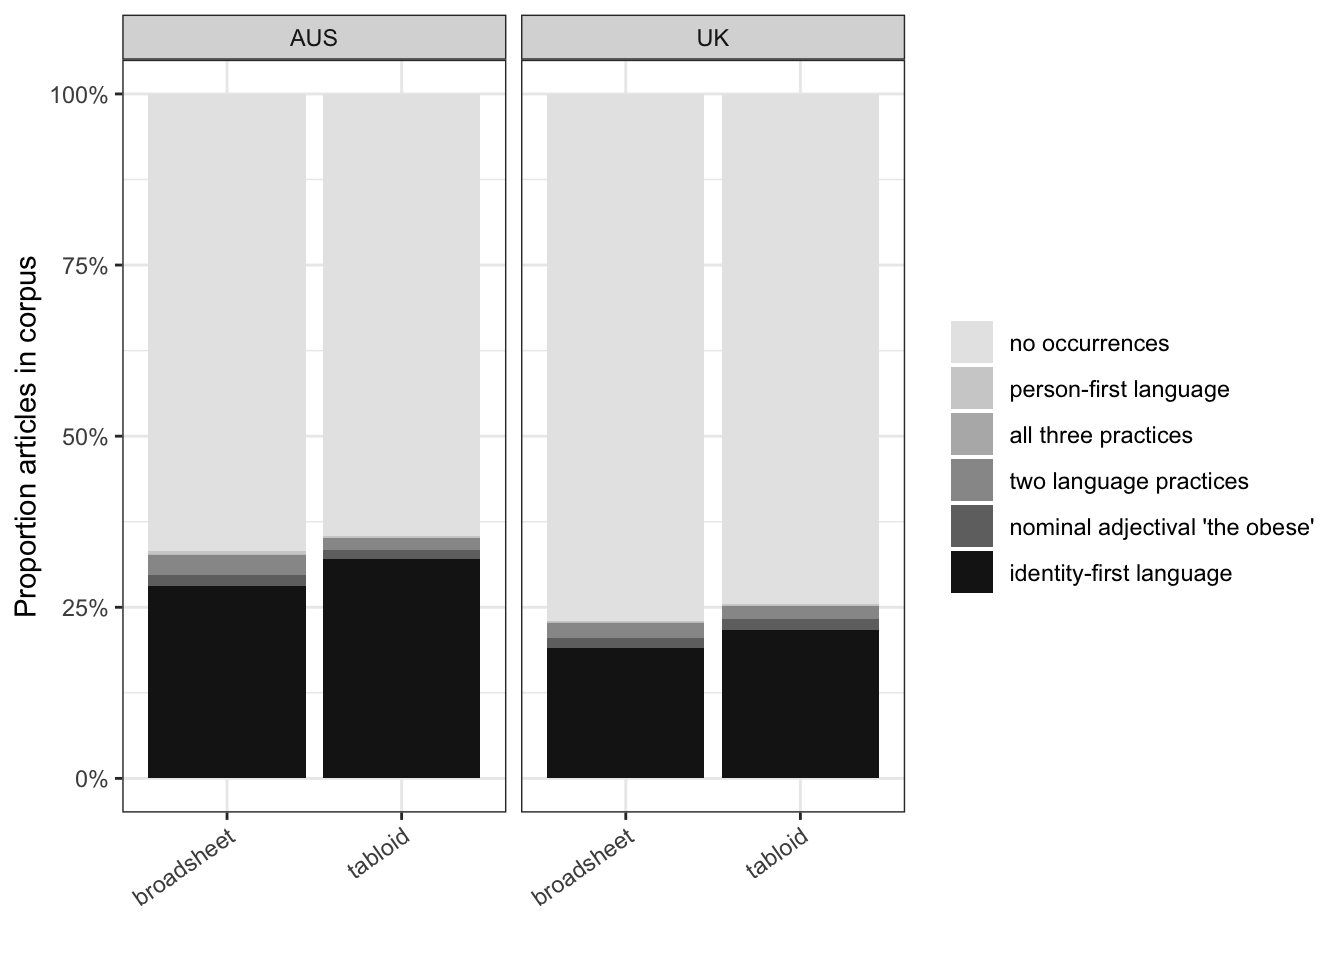 AUS
UK
Proportion articles in corpus
100%
75%
50%
25%
0%
broadsheet
tabloid
broadsheet
tabloid
no occurrences
person-first language
all three practices
two language practices
nominal adjectival 'the obese'
identity-first language